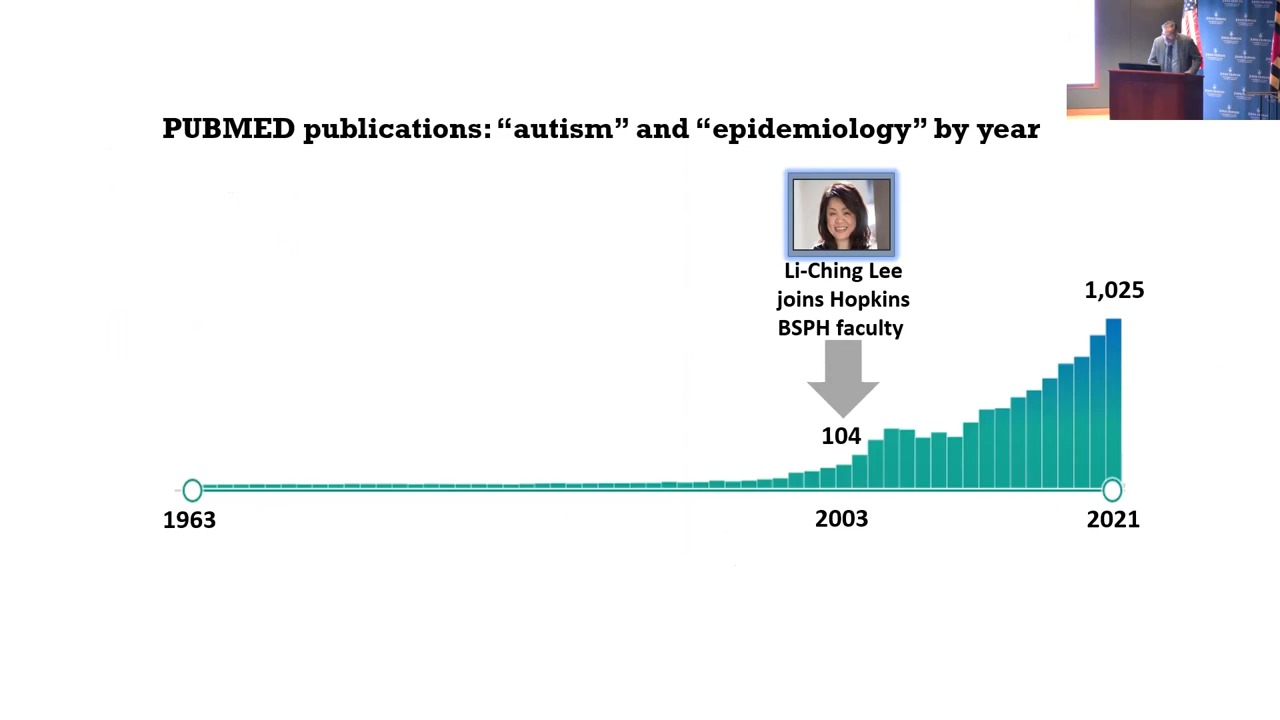 PUBMED publications: “autism” and “epidemiology” by year
Li-Ching Lee
joins Hopkins
BSPH faculty
1,025
104
1963
2003
2021